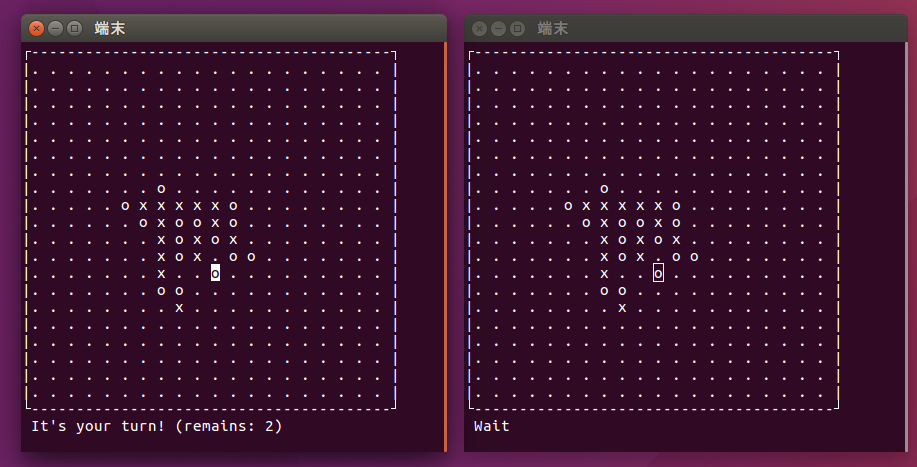 端末
. . . . . . . . . . . . . . . . . . . .
. . . . . . . . . . . . . . . . . . . .
. . . . . . . . . . . . . . . . . . . .
. . . . . . . . . . . . . . . . . . . .
. . . . . . . . . . . . . . . . . . . .
. . . . . . . . . . . . . . . . . . . .
. . . . . . . . . . . . . . . . . . . .
. . . . . . . o . . . . . . . . . . . .
. . . . . o x x x x x o . . . . . . . .
. . . . . . o x o o x o . . . . . . . .
. . . . . . . x o x o x . . . . . . . .
. . . . . . . x o x . o o . . . . . . .
. . . . . . . x . . o . . . . . . . . .
. . . . . . . o o . . . . . . . . . . .
. . . . . . . . x . . . . . . . . . . .
. . . . . . . . . . . . . . . . . . . .
. . . . . . . . . . . . . . . . . . . .
. . . . . . . . . . . . . . . . . . . .
. . . . . . . . . . . . . . . . . . . .
. . . . . . . . . . . . . . . . . . . .
It's your turn! (remains: 2)
端末
. . . . . . . . . . . . . . . . . . . .
. . . . . . . . . . . . . . . . . . . .
. . . . . . . . . . . . . . . . . . . .
. . . . . . . . . . . . . . . . . . . .
. . . . . . . . . . . . . . . . . . . .
. . . . . . . . . . . . . . . . . . . .
. . . . . . . . . . . . . . . . . . . .
. . . . . . . o . . . . . . . . . . . .
. . . . . o x x x x x o . . . . . . . .
. . . . . . o x o o x o . . . . . . . .
. . . . . . . x o x o x . . . . . . . .
. . . . . . . x o x . o o . . . . . . .
. . . . . . . x . . o . . . . . . . . .
. . . . . . . o o . . . . . . . . . . .
. . . . . . . . x . . . . . . . . . . .
. . . . . . . . . . . . . . . . . . . .
. . . . . . . . . . . . . . . . . . . .
. . . . . . . . . . . . . . . . . . . .
. . . . . . . . . . . . . . . . . . . .
. . . . . . . . . . . . . . . . . . . .
Wait